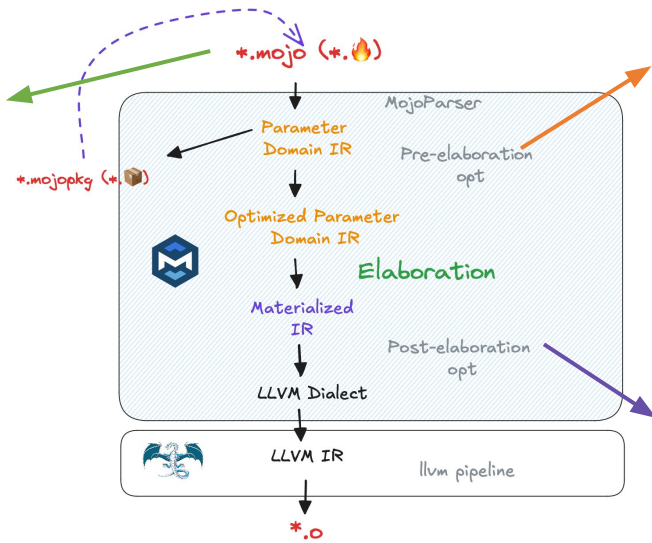 *.mojo (*.🔥)
MojoParser
Parameter
Domain IR
Pre-elaboration
opt
*.mojopkg (*.📦)
Optimized Parameter
Domain IR
Elaboration
Materialized
IR
Post-elaboration
opt
LLVM Dialect
LLVM IR
llvm pipeline
*.o